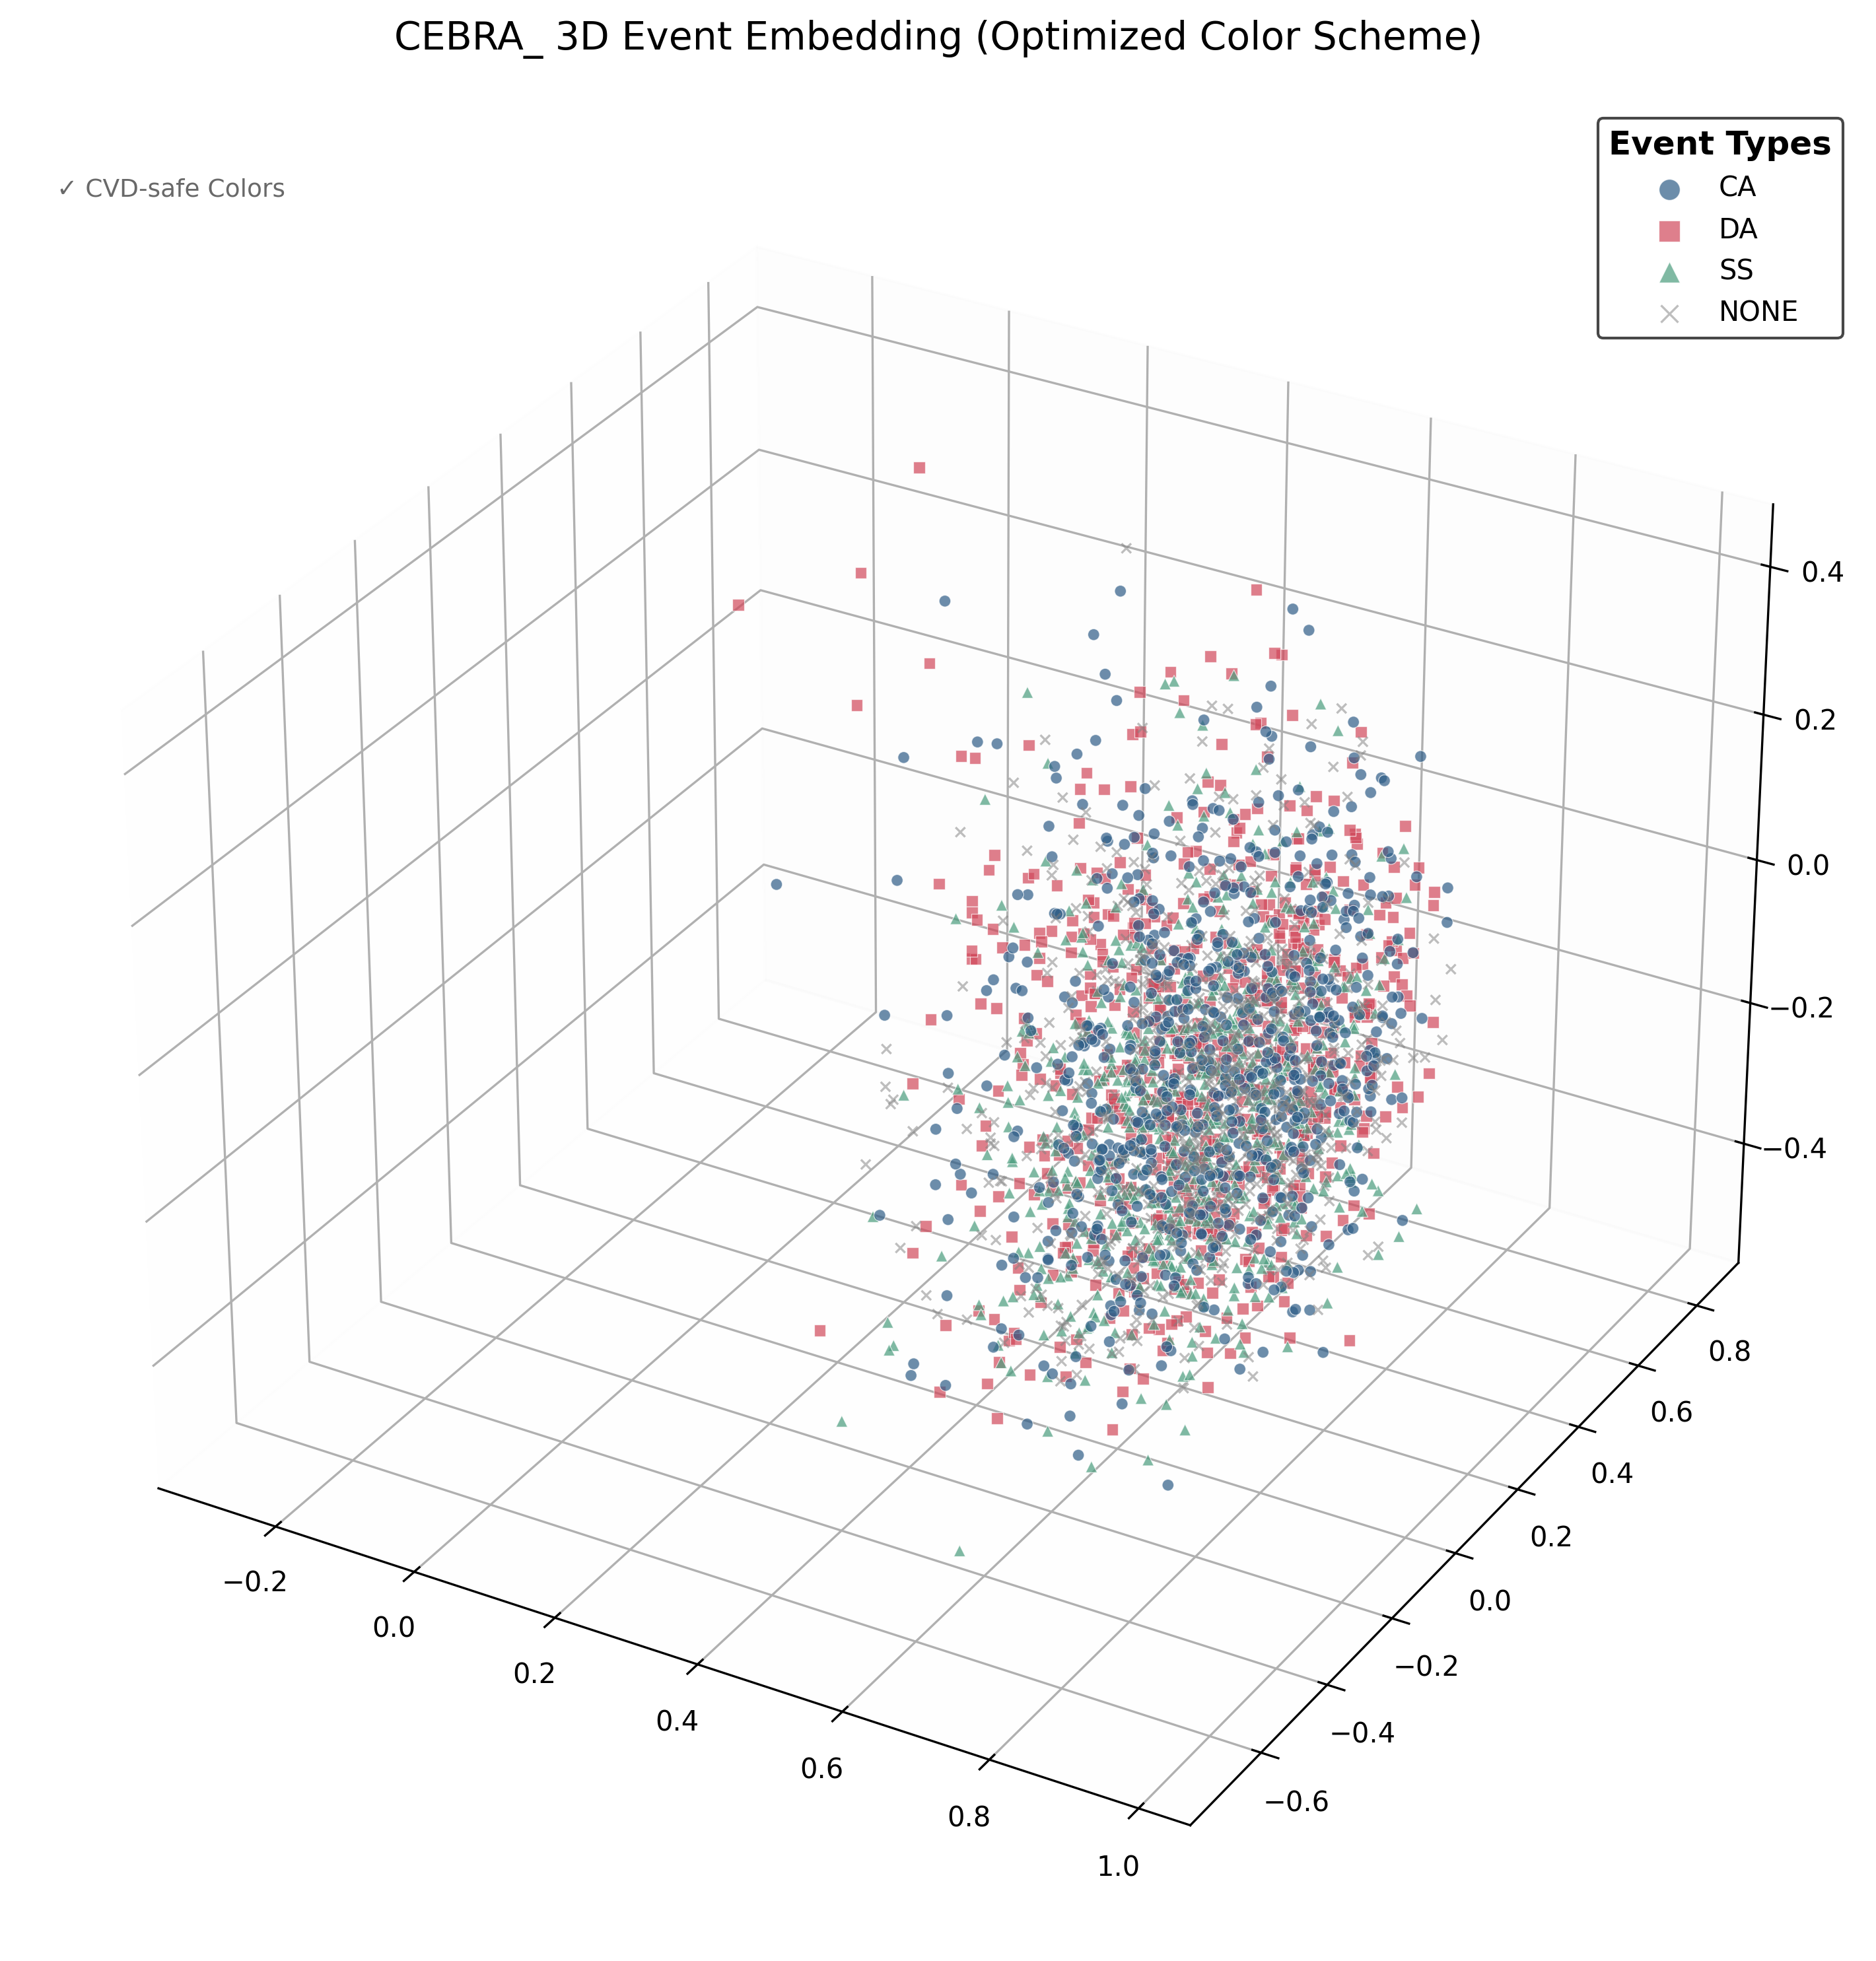 CEBRA_ 3D Event Embedding (Optimized Color Scheme)
✓ CVD-safe Colors
Event Types
CA
DA
SS
NONE
0.4
0.2
0.0
−0.2
−0.4
0.8
0.6
0.4
0.2
0.0
−0.2
−0.4
−0.6
−0.2
0.0
0.2
0.4
0.6
0.8
1.0